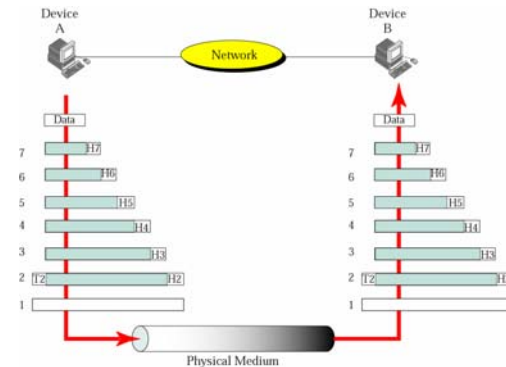 Device
A
Device
B
Network
Data
Data
7 H7
7 H7
6 H6
6 H6
5 H5
5 H5
4 H4
4 H4
3 H3
3 H3
2 T2 H2
2 T2
1
1
Physical Medium